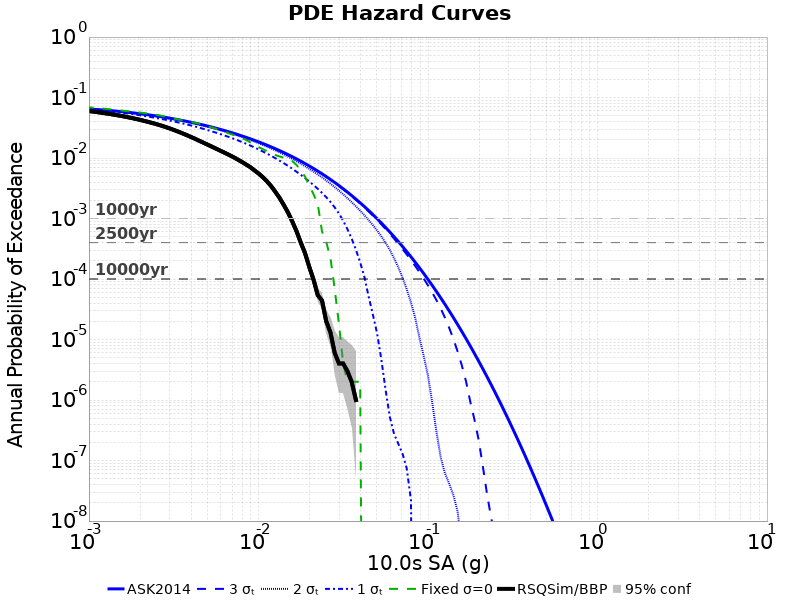 PDE Hazard Curves
Annual Probability of Exceedance
10⁰
10⁻¹
10⁻²
10⁻³
10⁻⁴
10⁻⁵
10⁻⁶
10⁻⁷
10⁻⁸
1000yr
2500yr
10000yr
10⁻³ 10⁻² 10⁻¹ 10⁰ 10¹
10.0s SA (g)
ASK2014 3 σₜ 2 σₜ 1 σₜ Fixed σ=0 RSQSim/BBP 95% conf